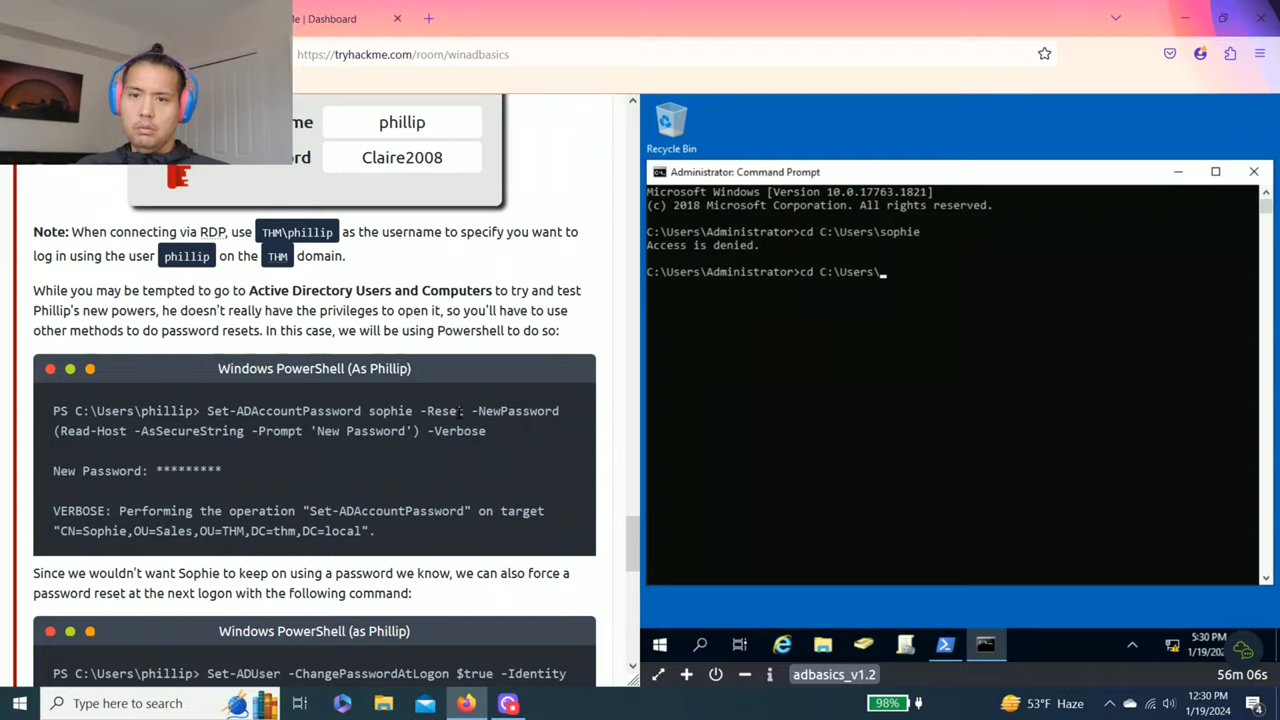 Me | Dashboard
https://tryhackme.com/room/winadbasics
me phillip
rd Claire2008
Note: When connecting via RDP, use THM\phillip as the username to specify you want to
log in using the user phillip on the THM domain.
While you may be tempted to go to Active Directory Users and Computers to try and test
Phillip's new powers, he doesn't really have the privileges to open it, so you'll have to use
other methods to do password resets. In this case, we will be using Powershell to do so:
Windows PowerShell (As Phillip)
PS C:\Users\phillip> Set-ADAccountPassword sophie -Reset -NewPassword
(Read-Host -AsSecureString -Prompt 'New Password') -Verbose
New Password: *********
VERBOSE: Performing the operation "Set-ADAccountPassword" on target
"CN=Sophie,OU=Sales,OU=THM,DC=thm,DC=local".
Since we wouldn't want Sophie to keep on using a password we know, we can also force a
password reset at the next logon with the following command:
Windows PowerShell (as Phillip)
PS C:\Users\phillip> Set-ADUser -ChangePasswordAtLogon $true -Identity
Recycle Bin
Administrator: Command Prompt
Microsoft Windows [Version 10.0.17763.1821]
(c) 2018 Microsoft Corporation. All rights reserved.
C:\Users\Administrator>cd C:\Users\sophie
Access is denied.
C:\Users\Administrator>cd C:\Users\_
5:30 PM
1/19/20
adbasics_v1.2
56m 06s
Type here to search
98%
53°F Haze
12:30 PM
1/19/2024
4